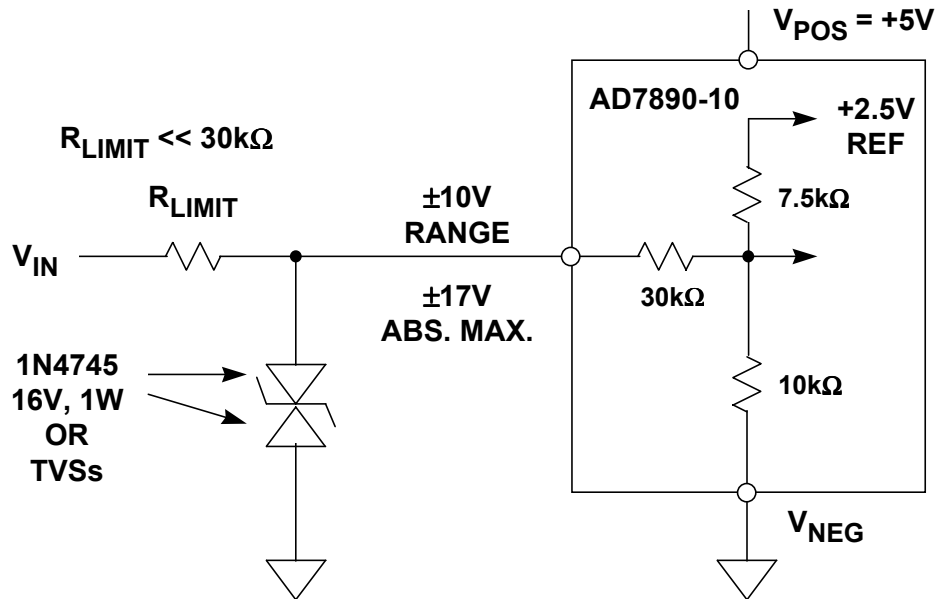 V_POS = +5V
AD7890-10
+2.5V
REF
R_LIMIT << 30kΩ
7.5kΩ
R_LIMIT
±10V
RANGE
V_IN
30kΩ
±17V
ABS. MAX.
1N4745
16V, 1W
OR
TVSs
10kΩ
V_NEG